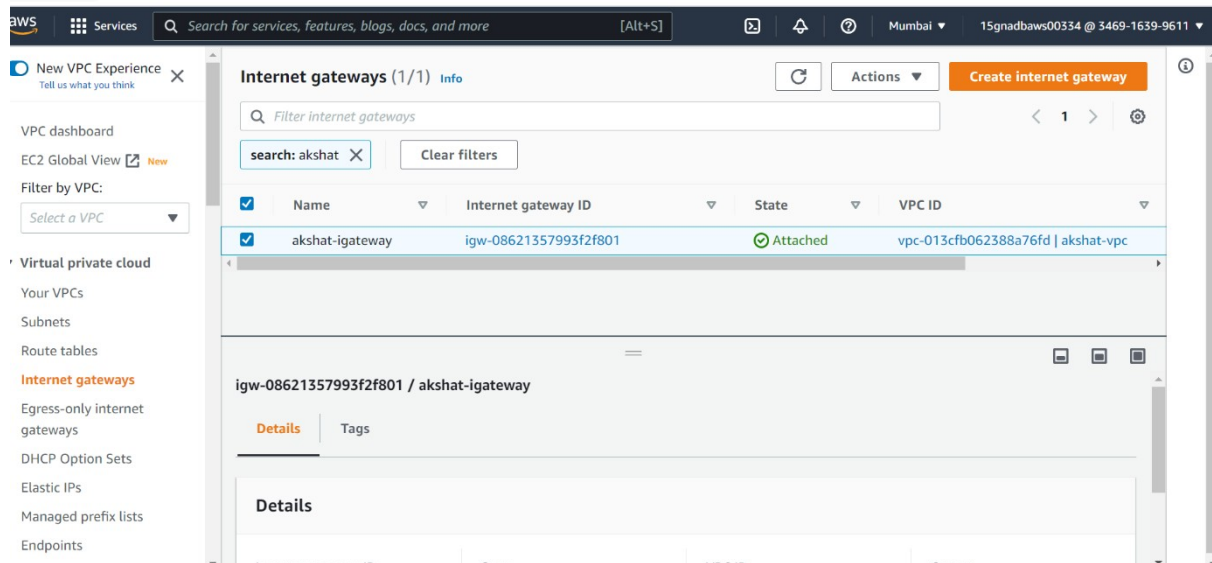 aws Services Search for services, features, blogs, docs, and more [Alt+S] Mumbai 15gnadbaws00334 @ 3469-1639-9611
New VPC Experience
Tell us what you think
VPC dashboard
EC2 Global View New
Filter by VPC:
Select a VPC
Virtual private cloud
Your VPCs
Subnets
Route tables
Internet gateways
Egress-only internet
gateways
DHCP Option Sets
Elastic IPs
Managed prefix lists
Endpoints
Internet gateways (1/1) Info Actions Create internet gateway
Filter internet gateways 1
search: akshat Clear filters
Name Internet gateway ID State VPC ID
akshat-igateway igw-08621357993f2f801 Attached vpc-013cfb062388a76fd | akshat-vpc
igw-08621357993f2f801 / akshat-igateway
Details Tags
Details